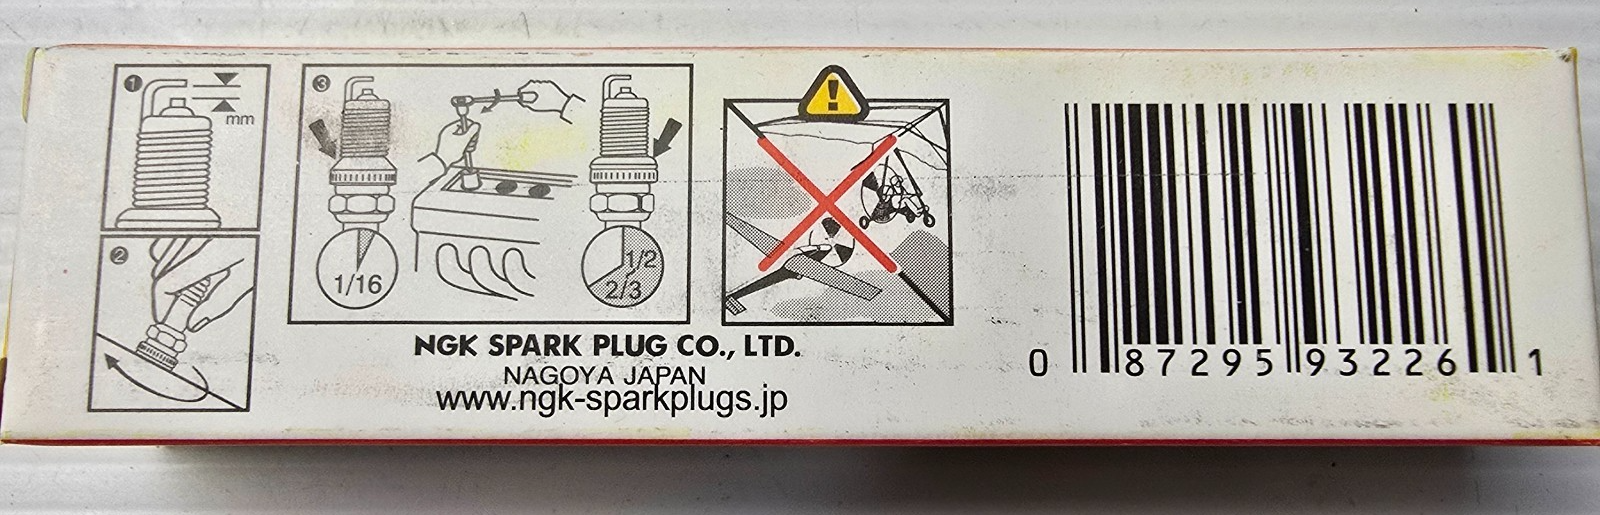 1
mm
2
3
1/16
1/2
2/3
!
NGK SPARK PLUG CO., LTD.
NAGOYA JAPAN
www.ngk-sparkplugs.jp
0 87295 93226 1